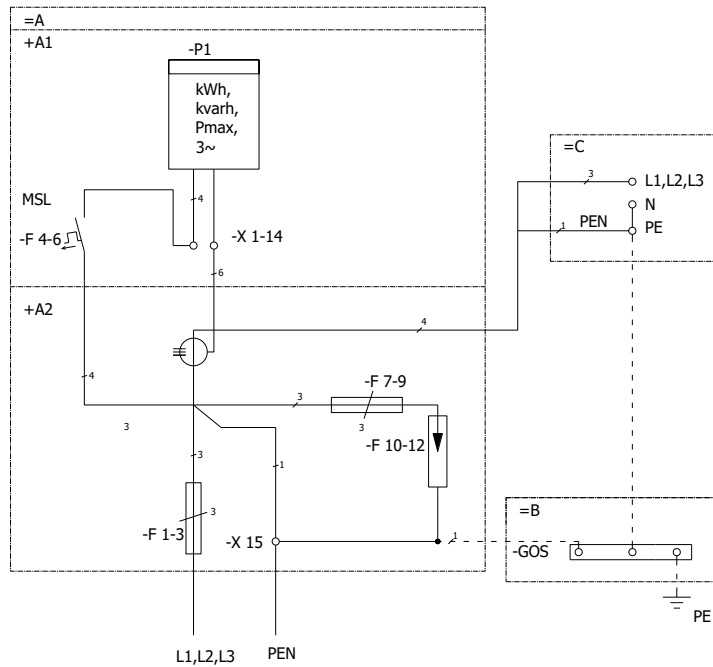 =A
+A1
-P1
kWh,
kvarh,
Pmax,
3~
=C
3
L1,L2,L3
MSL
4
N
-F 4-6
-X 1-14
1
PEN
PE
6
+A2
4
4
-F 7-9
3
3
3
-F 10-12
3
1
=B
3
-F 1-3
-X 15
1
-GOS
PE
L1,L2,L3
PEN